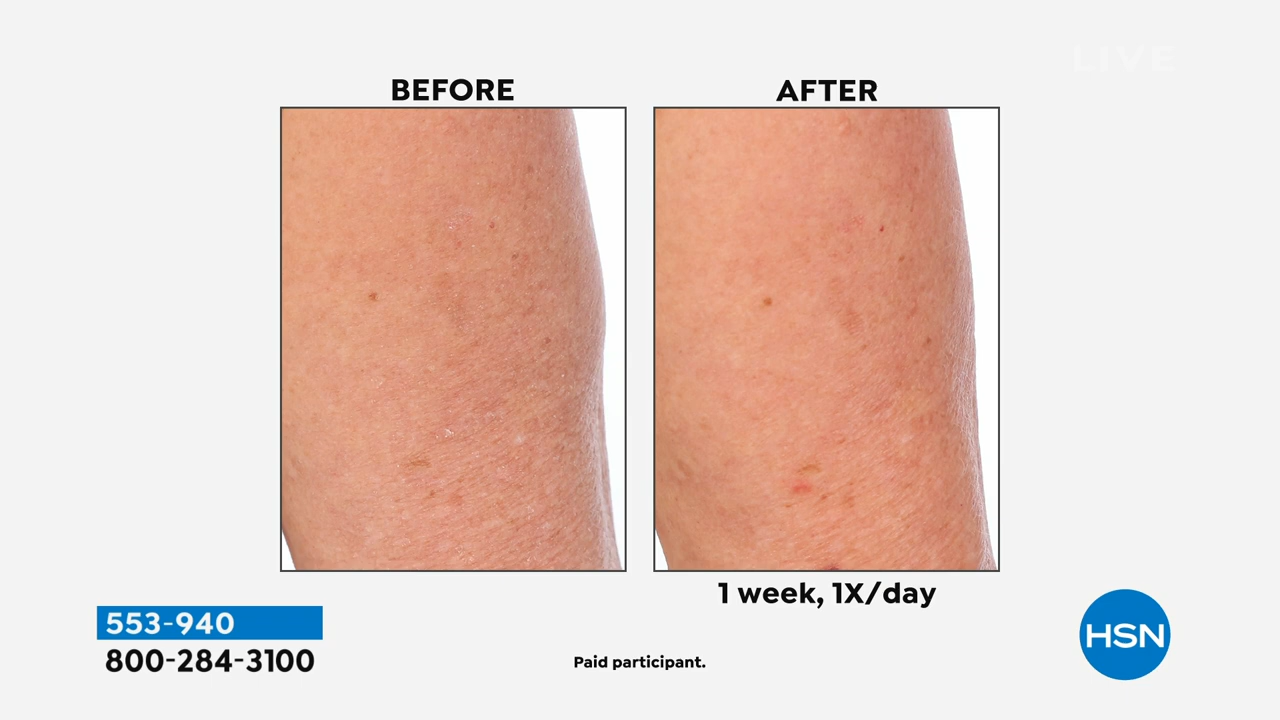 LIVE
BEFORE
AFTER
1 week, 1X/day
553-940
800-284-3100
Paid participant.
HSN